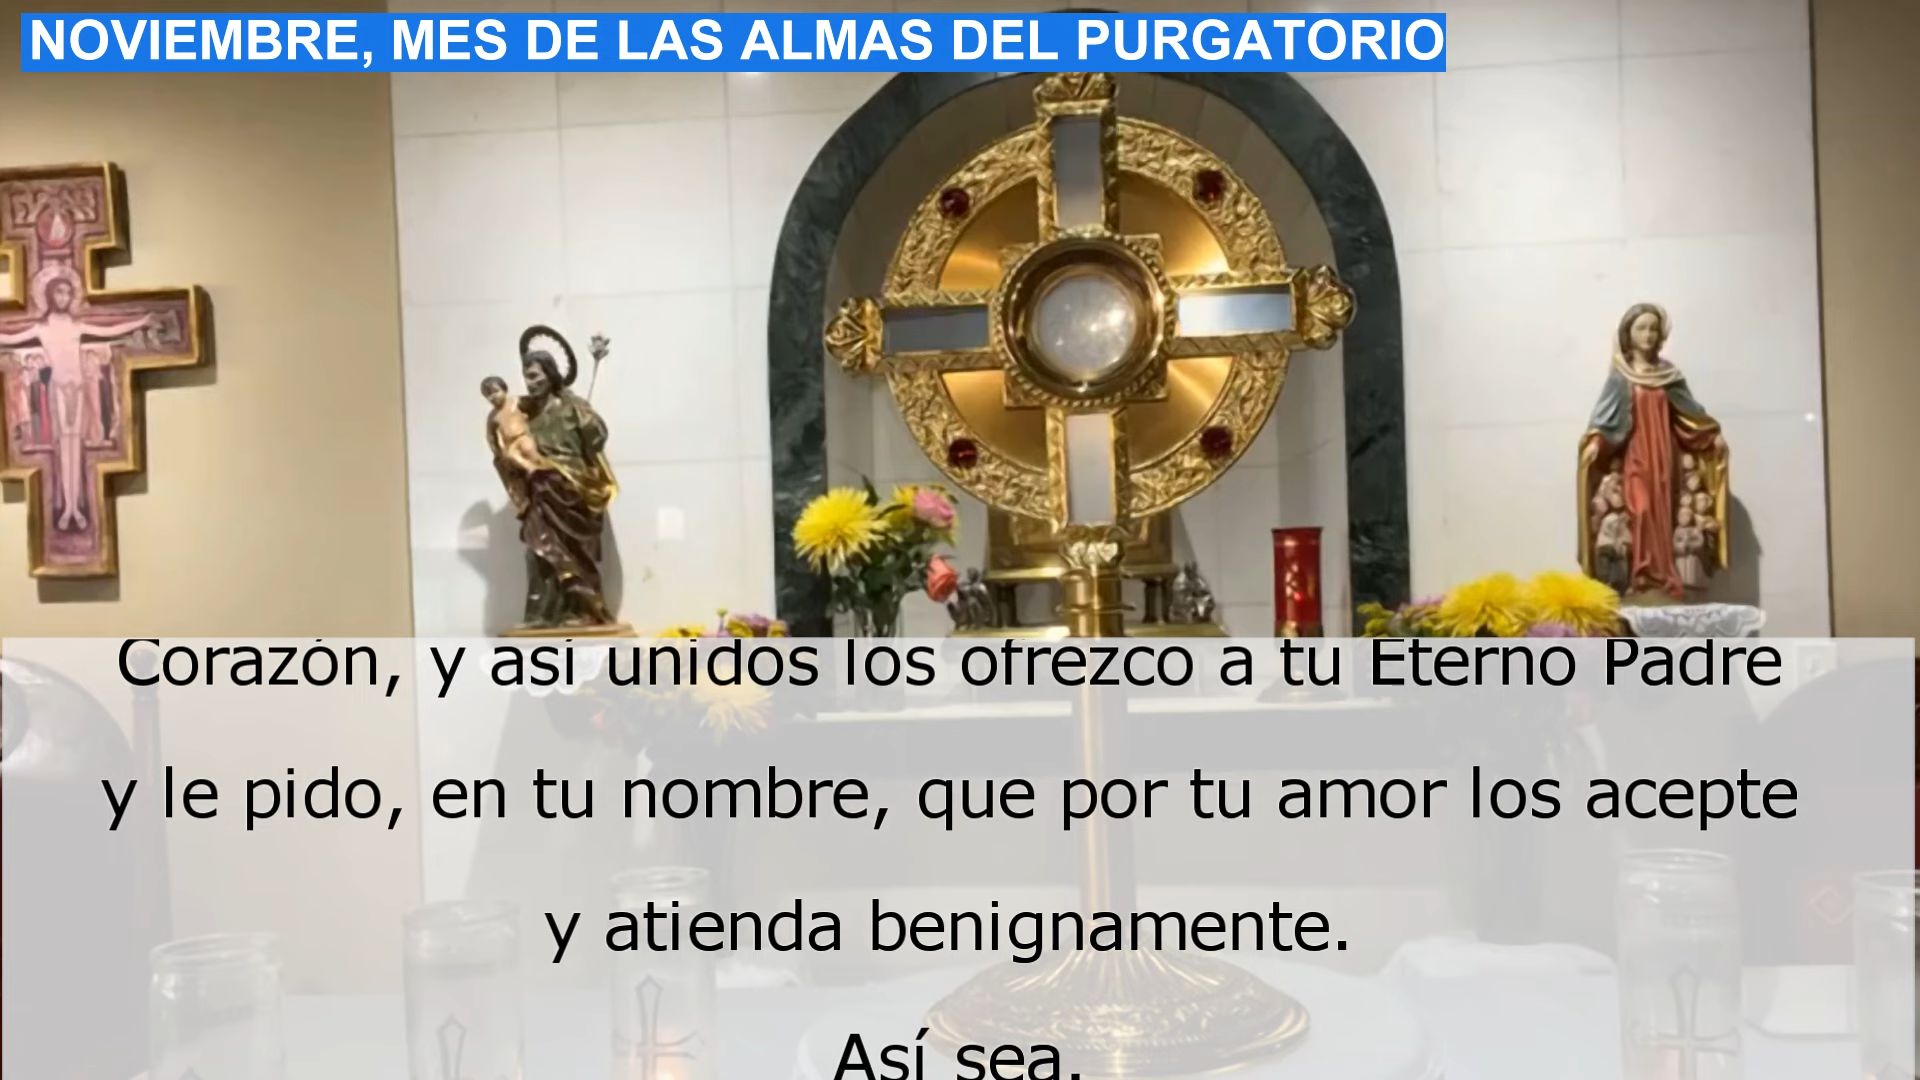 NOVIEMBRE, MES DE LAS ALMAS DEL PURGATORIO
Corazón, y así unidos los ofrezco a tu Eterno Padre
y le pido, en tu nombre, que por tu amor los acepte
y atienda benignamente.
Así sea.